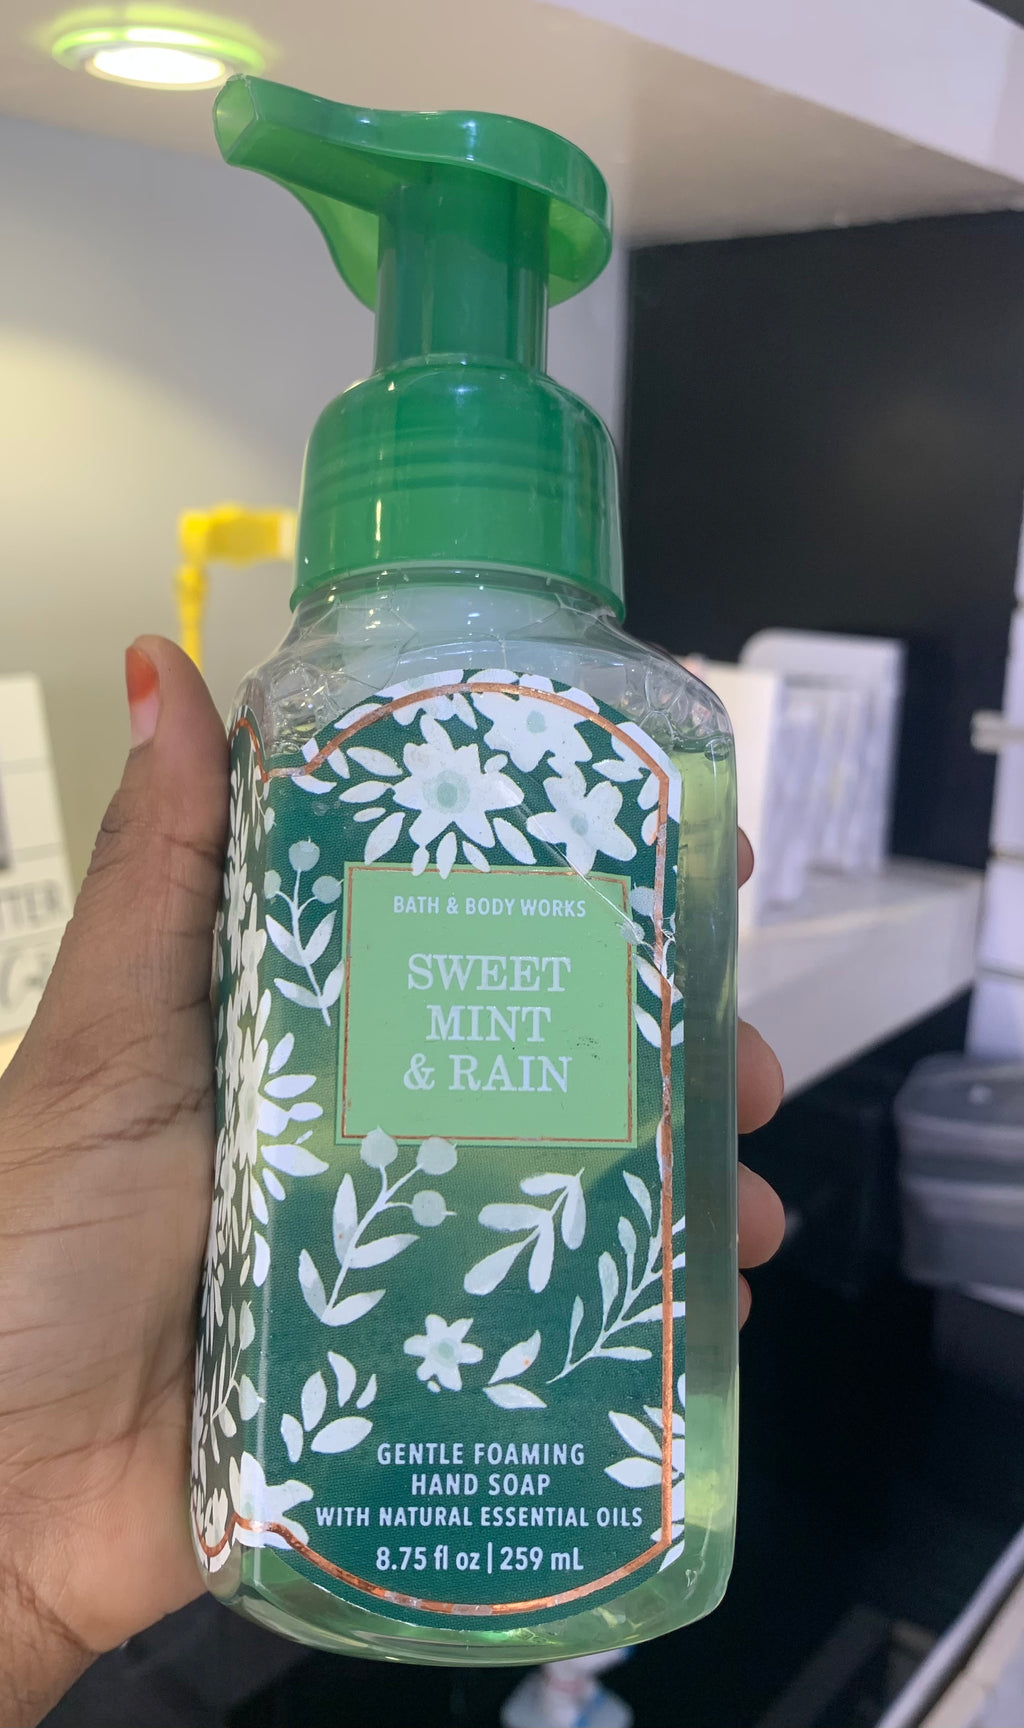 BATH & BODY WORKS
SWEET
MINT
& RAIN
GENTLE FOAMING
HAND SOAP
WITH NATURAL ESSENTIAL OILS
8.75 fl oz | 259 mL